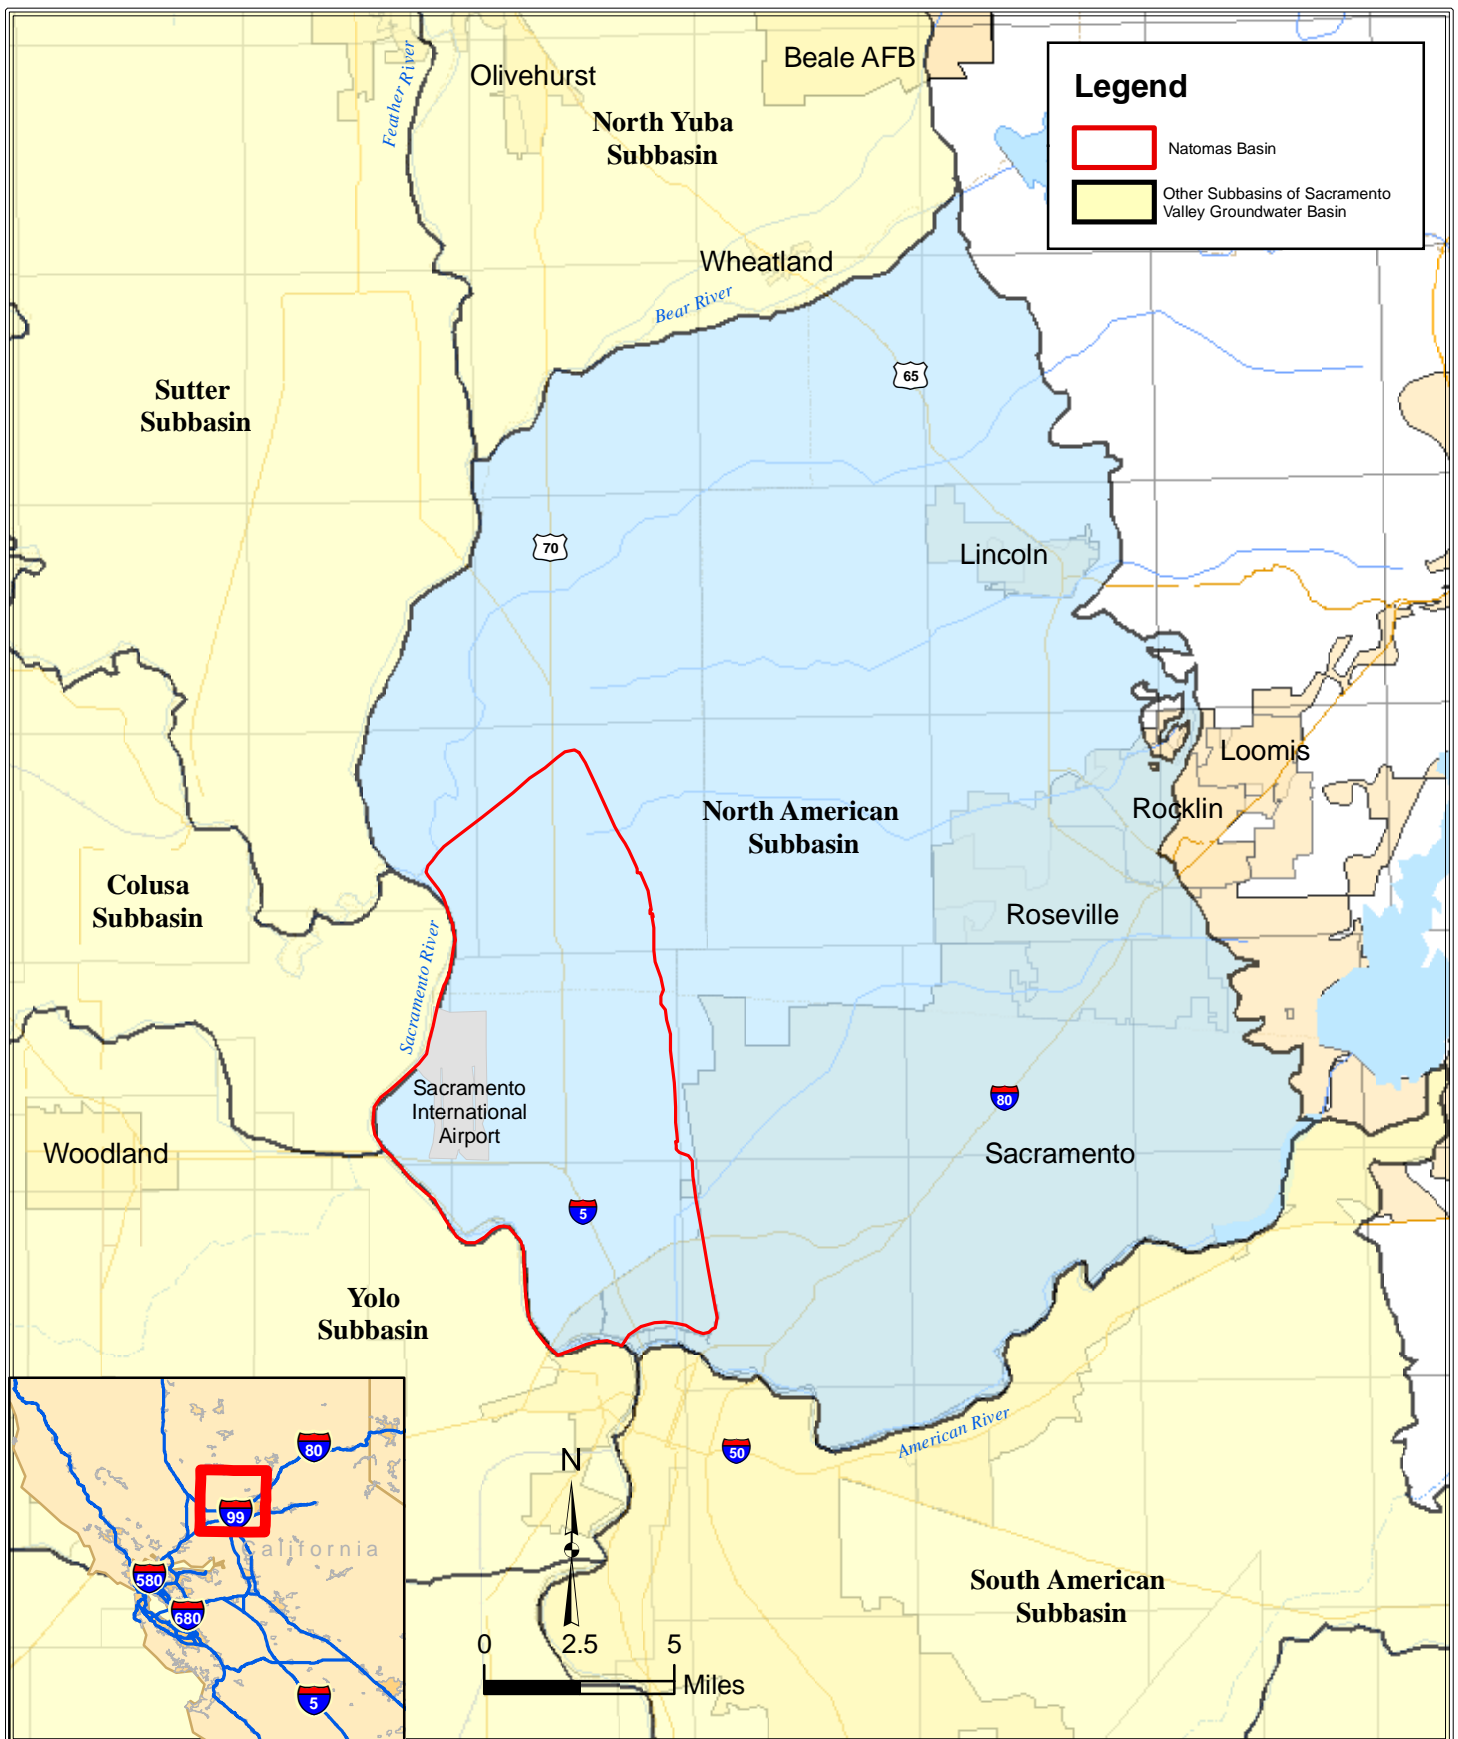 Feather River
Olivehurst
Beale AFB
North Yuba
Subbasin
Legend
Natomas Basin
Other Subbasins of Sacramento
Valley Groundwater Basin
Wheatland
Bear River
65
Sutter
Subbasin
70
Lincoln
Loomis
Rocklin
North American
Subbasin
Colusa
Subbasin
Roseville
Sacramento River
Sacramento
International
Airport
80
Woodland
Sacramento
5
Yolo
Subbasin
American River
50
N
80
99
California
580
680
5
South American
Subbasin
0 2.5 5
Miles